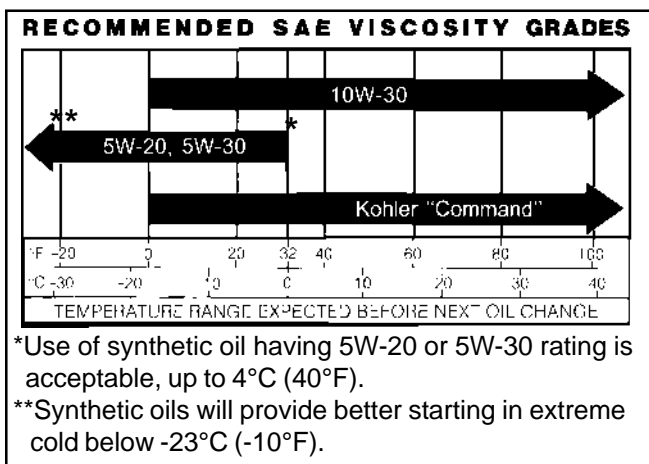 RECOMMENDED SAE VISCOSITY GRADES
10W-30
**
*
5W-20, 5W-30
Kohler "Command"
°F -20 0 20 32 40 60 80 100
°C -30 -20 -10 0 10 20 30 40
TEMPERATURE RANGE EXPECTED BEFORE NEXT OIL CHANGE
*Use of synthetic oil having 5W-20 or 5W-30 rating is
acceptable, up to 4°C (40°F).
**Synthetic oils will provide better starting in extreme
cold below -23°C (-10°F).